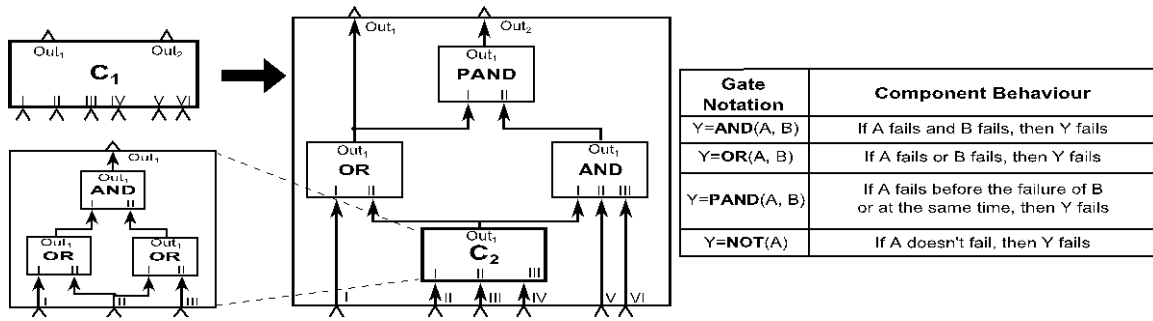 Out₁ Out₂
C₁
I II III IV V VI
Out₁
Out₁
AND
I II
Out₁ Out₁
OR OR
I II I II
I II III
Out₁ Out₂
Out₁
PAND
I II
Out₁ Out₁
OR AND
I II I II III
Out₁
C₂
I II III
I II III IV V VI
Gate Notation Component Behaviour
Y=AND(A, B) If A fails and B fails, then Y fails
Y=OR(A, B) If A fails or B fails, then Y fails
Y=PAND(A, B) If A fails before the failure of B
or at the same time, then Y fails
Y=NOT(A) If A doesn't fail, then Y fails